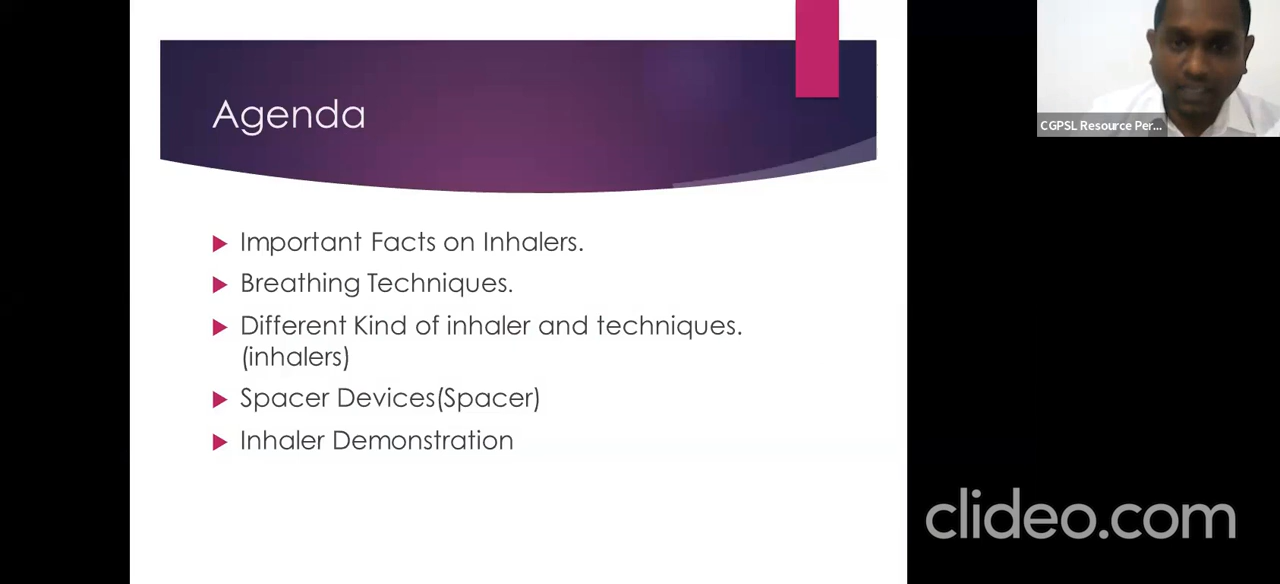 Agenda
Important Facts on Inhalers.
Breathing Techniques.
Different Kind of inhaler and techniques.
(inhalers)
Spacer Devices(Spacer)
Inhaler Demonstration
CGPSL Resource Per...
clideo.com